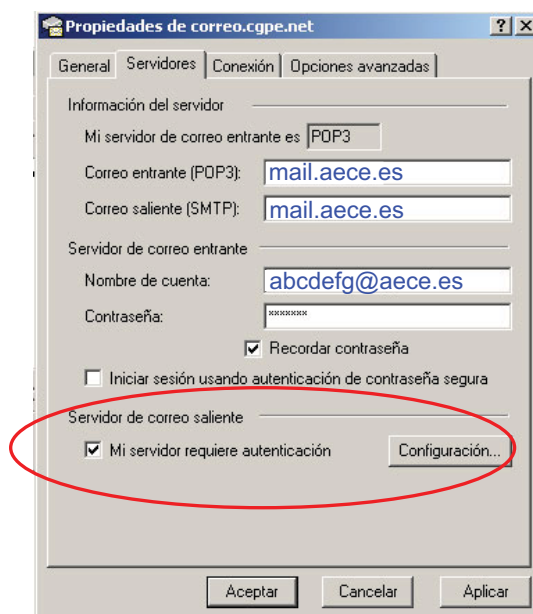 Propiedades de correo.cgpe.net
General Servidores Conexión Opciones avanzadas
Información del servidor
Mi servidor de correo entrante es POP3
Correo entrante (POP3): mail.aece.es
Correo saliente (SMTP): mail.aece.es
Servidor de correo entrante
Nombre de cuenta: abcdefg@aece.es
Contraseña: *******
Recordar contraseña
Iniciar sesión usando autenticación de contraseña segura
Servidor de correo saliente
Mi servidor requiere autenticación Configuración...
Aceptar Cancelar Aplicar